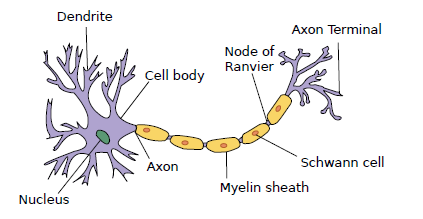 Dendrite
Axon Terminal
Node of
Ranvier
Cell body
Axon
Schwann cell
Myelin sheath
Nucleus